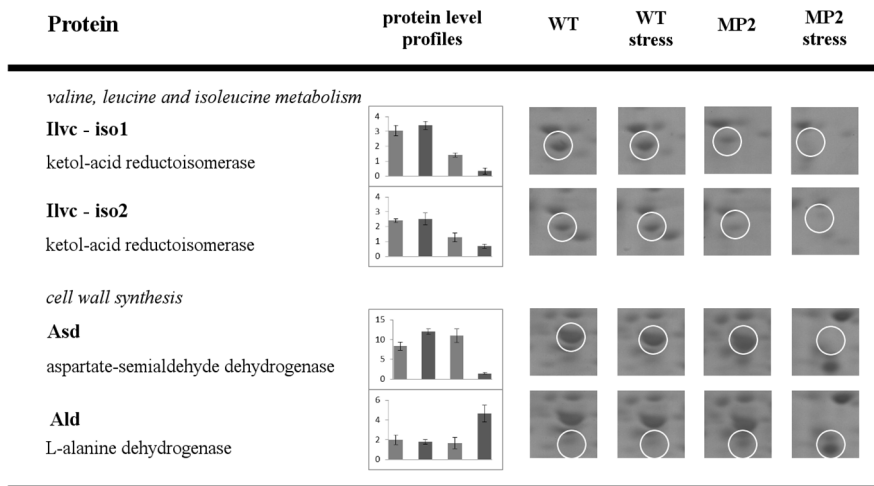 Protein
protein level
profiles
WT
WT
stress
MP2
MP2
stress
valine, leucine and isoleucine metabolism
Ilvc - iso1
ketol-acid reductoisomerase
4
3
2
1
0
Ilvc - iso2
ketol-acid reductoisomerase
4
3
2
1
0
cell wall synthesis
Asd
aspartate-semialdehyde dehydrogenase
15
10
5
0
Ald
L-alanine dehydrogenase
6
4
2
0